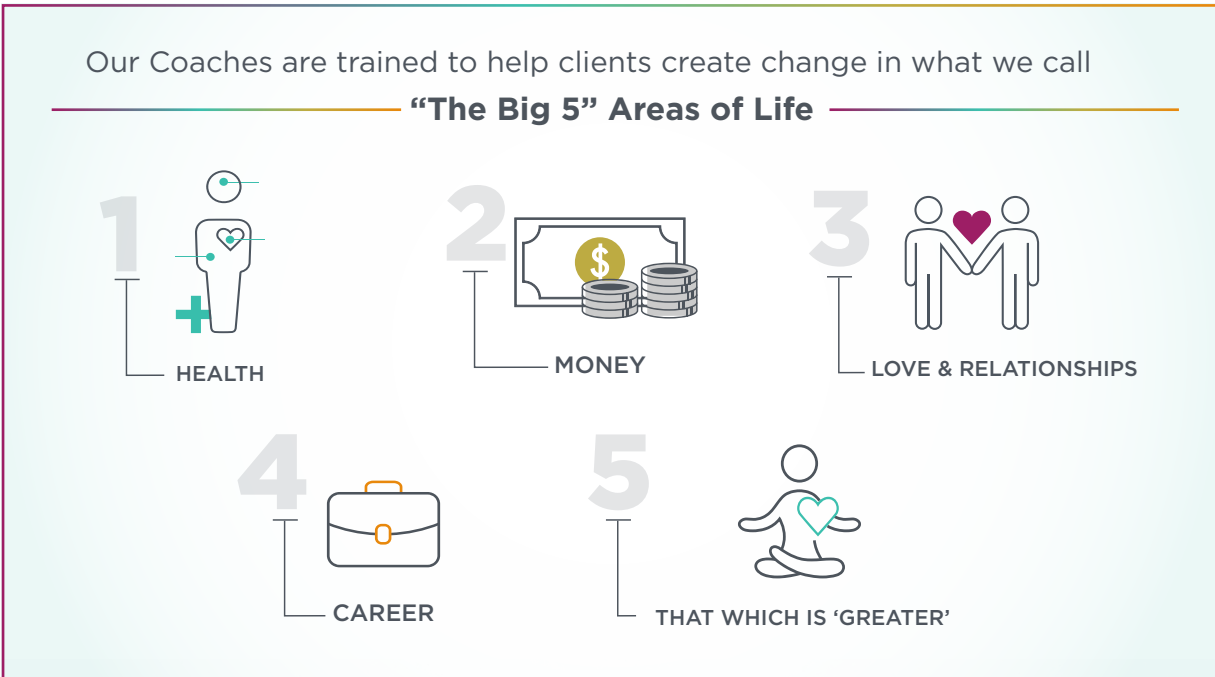 Our Coaches are trained to help clients create change in what we call
“The Big 5” Areas of Life
1
HEALTH
2
$
MONEY
3
LOVE & RELATIONSHIPS
4
CAREER
5
THAT WHICH IS ‘GREATER’